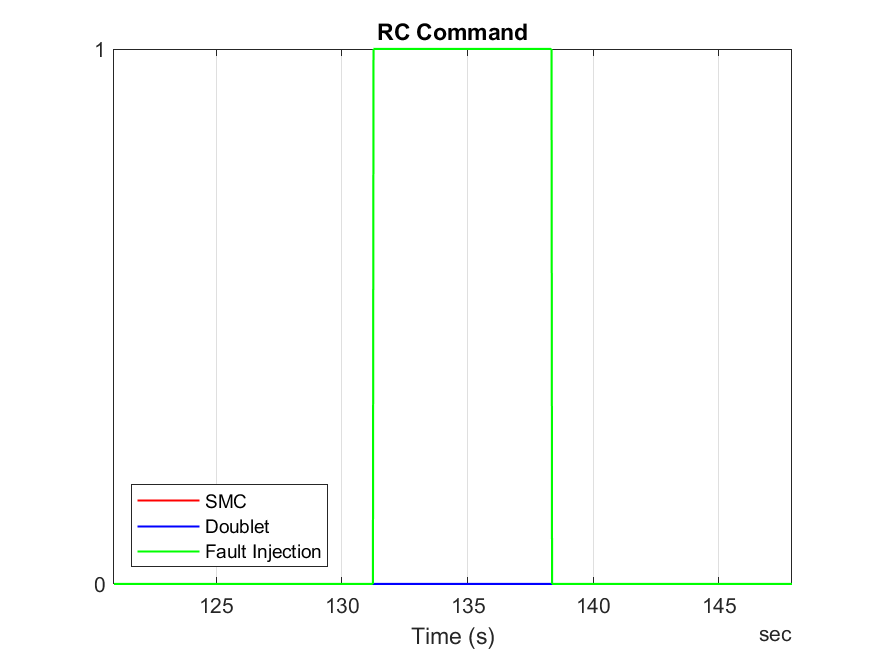 RC Command
1
0
SMC
Doublet
Fault Injection
125 130 135 140 145
Time (s)
sec